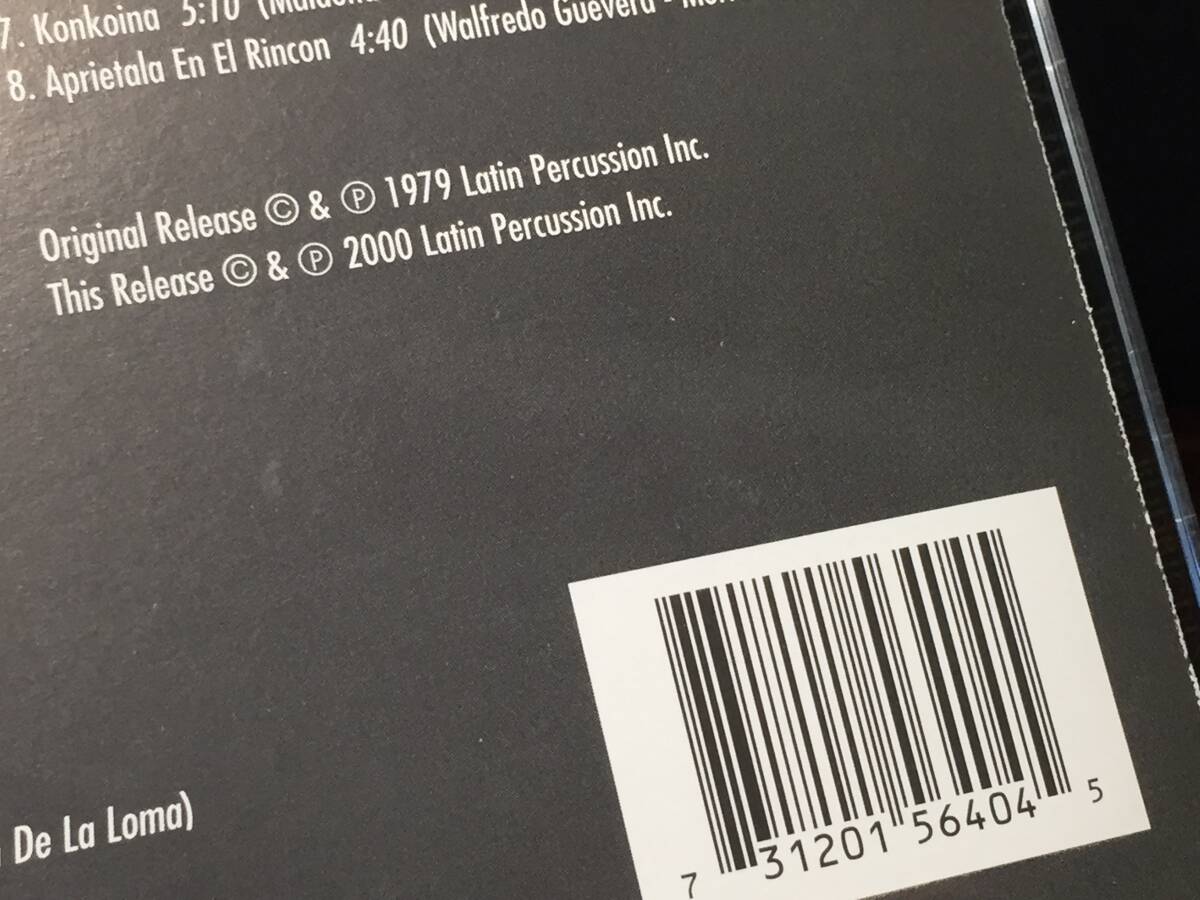 7. Konkoina 5:10
8. Aprietala En El Rincon 4:40 (Walfredo Guevera -
Original Release © & ℗ 1979 Latin Percussion Inc.
This Release © & ℗ 2000 Latin Percussion Inc.
De La Loma)
7 31201 56404 5